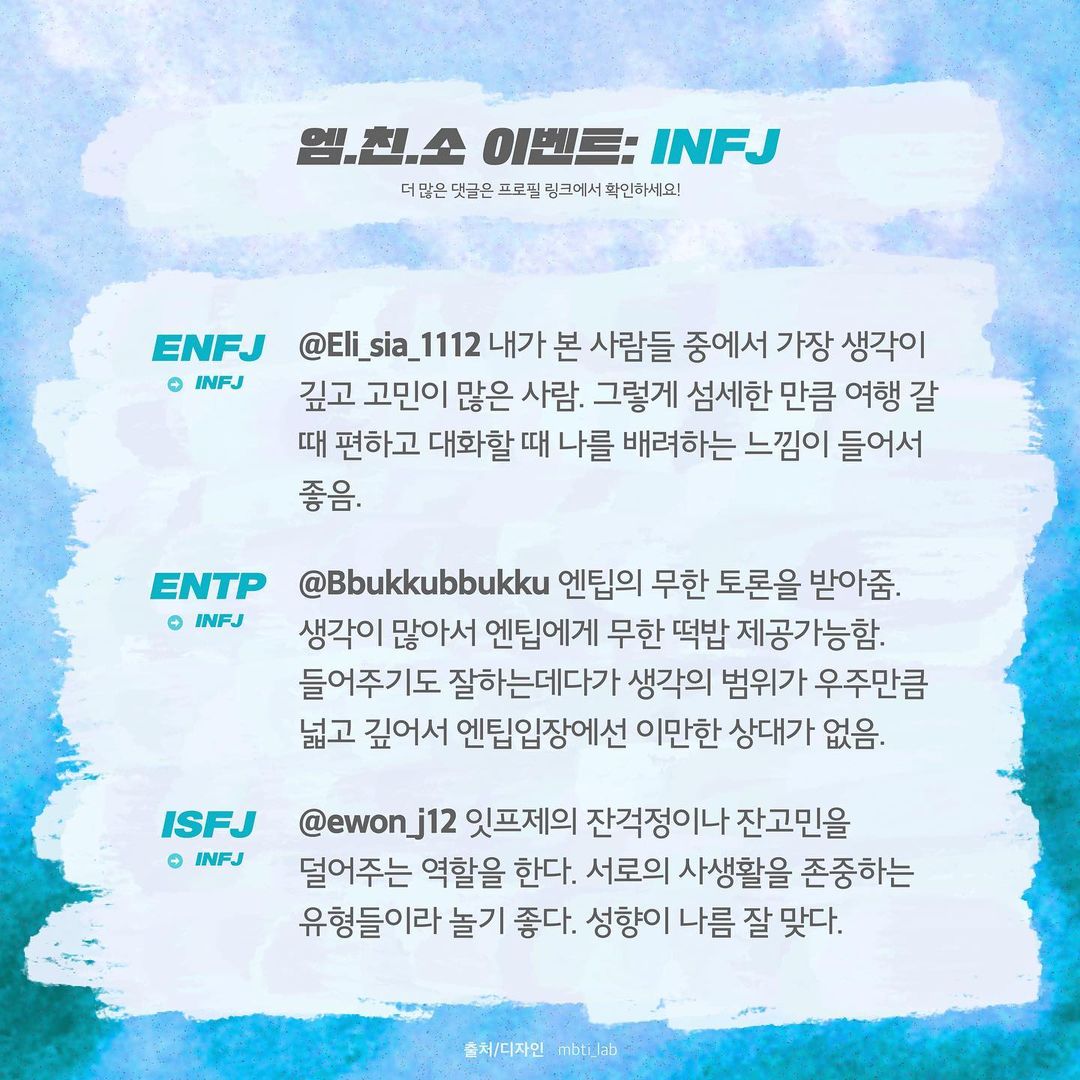 엠.친.소 이벤트: INFJ
더 많은 댓글은 프로필 링크에서 확인하세요!
ENFJ
INFJ
@Eli_sia_1112 내가 본 사람들 중에서 가장 생각이
깊고 고민이 많은 사람. 그렇게 섬세한 만큼 여행 갈
때 편하고 대화할 때 나를 배려하는 느낌이 들어서
좋음.
ENTP
INFJ
@Bbukkubbukku 엔팁의 무한 토론을 받아줌.
생각이 많아서 엔팁에게 무한 떡밥 제공가능함.
들어주기도 잘하는데다가 생각의 범위가 우주만큼
넓고 깊어서 엔팁입장에선 이만한 상대가 없음.
ISFJ
INFJ
@ewon_j12 잇프제의 잔걱정이나 잔고민을
덜어주는 역할을 한다. 서로의 사생활을 존중하는
유형들이라 놀기 좋다. 성향이 나름 잘 맞다.
출처/디자인 mbti_lab